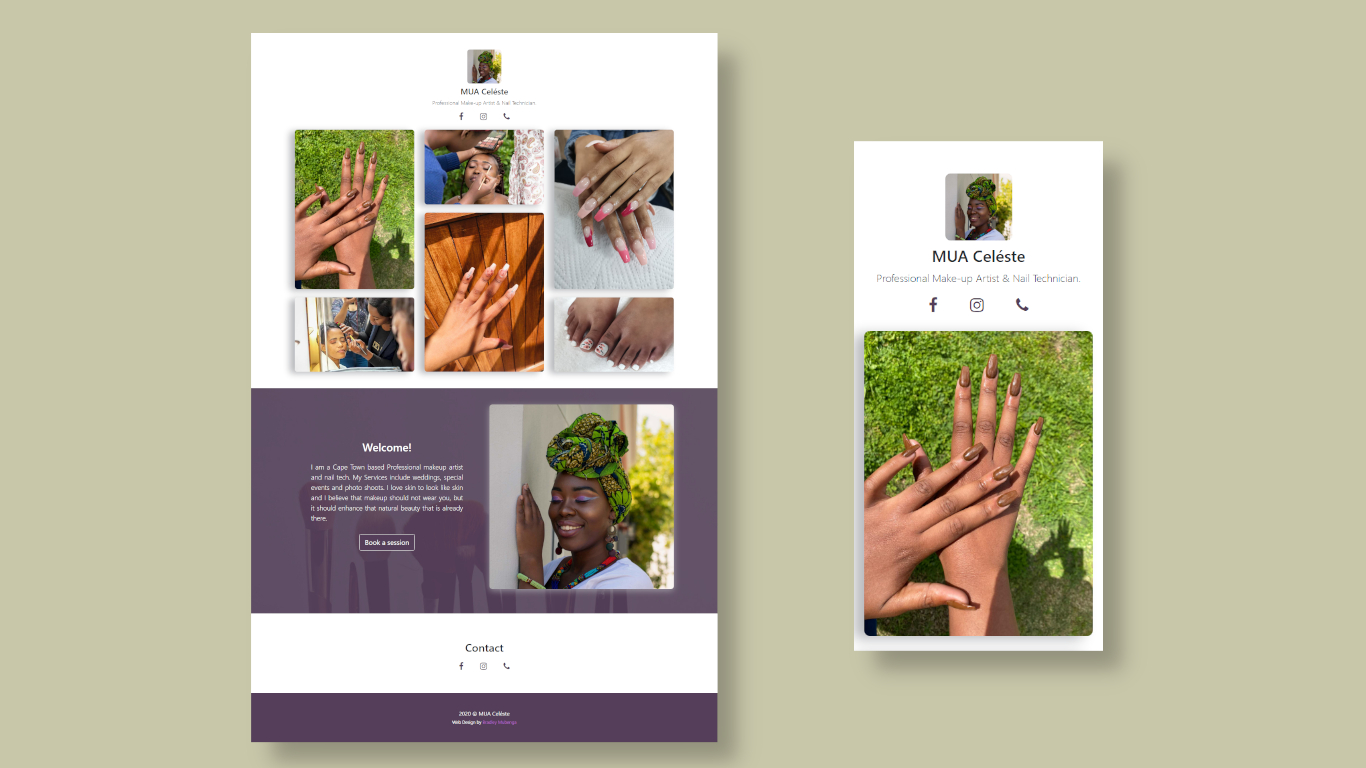 MUA Celéste
Professional Make-up Artist & Nail Technician.
Welcome!
I am a Cape Town based Professional makeup artist
and nail tech. My Services include weddings, special
events and photo shoots. I love skin to look like skin
and I believe that makeup should not wear you, but
it should enhance that natural beauty that is already
there.
Book a session
Contact
2020 @ MUA Celéste
Web Design by
MUA Celéste
Professional Make-up Artist & Nail Technician.